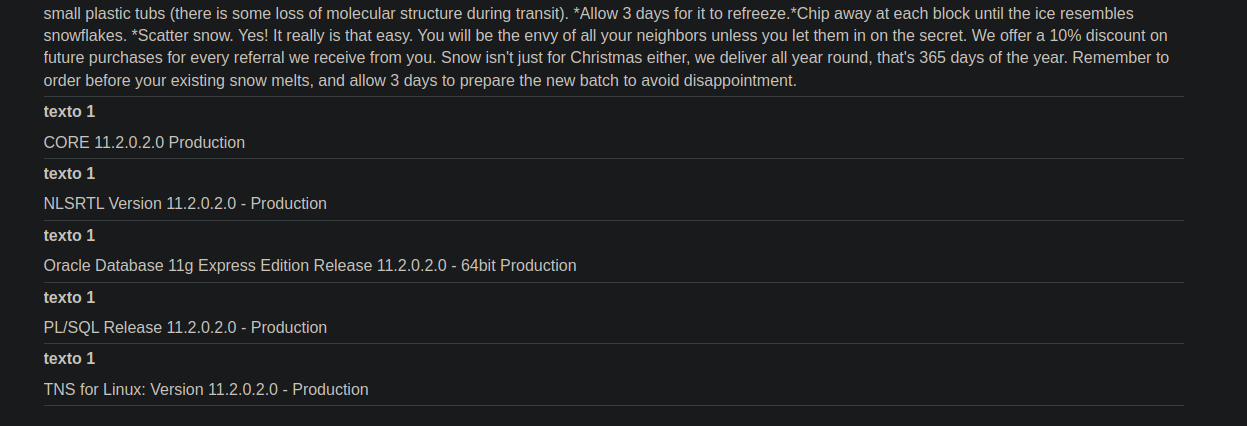 small plastic tubs (there is some loss of molecular structure during transit). *Allow 3 days for it to refreeze.*Chip away at each block until the ice resembles
snowflakes. *Scatter snow. Yes! It really is that easy. You will be the envy of all your neighbors unless you let them in on the secret. We offer a 10% discount on
future purchases for every referral we receive from you. Snow isn't just for Christmas either, we deliver all year round, that's 365 days of the year. Remember to
order before your existing snow melts, and allow 3 days to prepare the new batch to avoid disappointment.
texto 1
CORE 11.2.0.2.0 Production
texto 1
NLSRTL Version 11.2.0.2.0 - Production
texto 1
Oracle Database 11g Express Edition Release 11.2.0.2.0 - 64bit Production
texto 1
PL/SQL Release 11.2.0.2.0 - Production
texto 1
TNS for Linux: Version 11.2.0.2.0 - Production